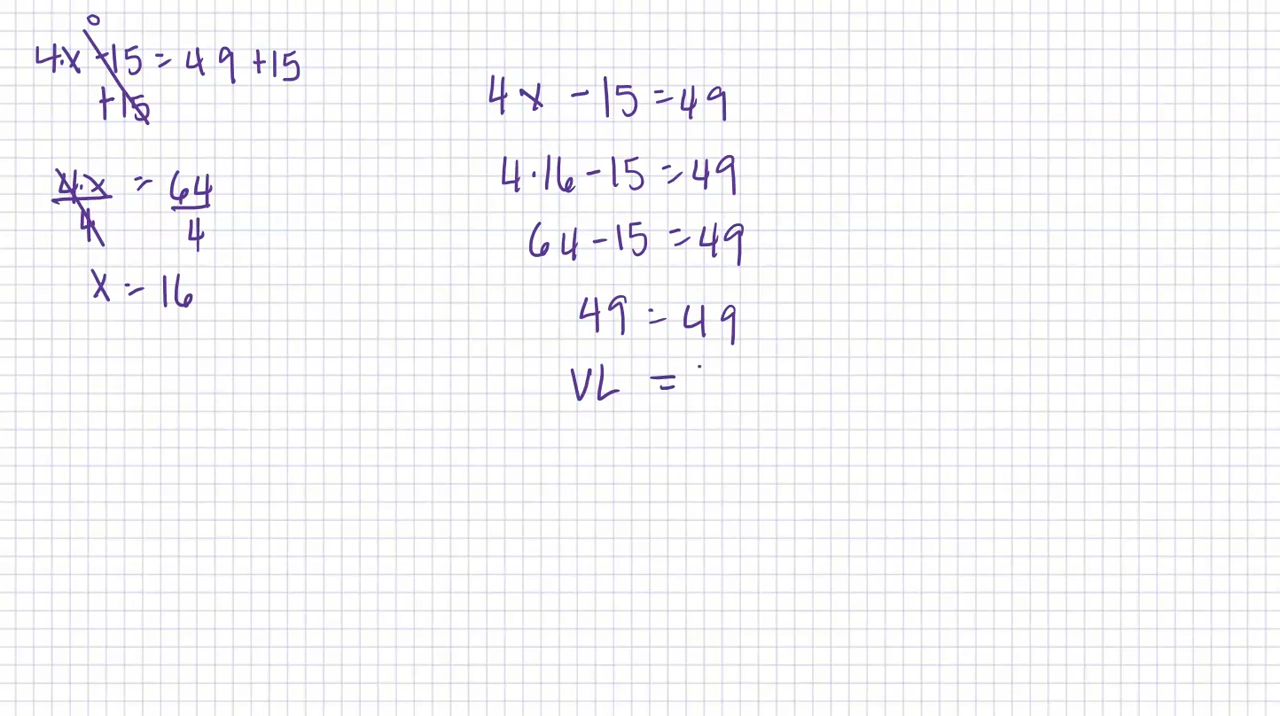 0
4·x -15 = 49 +15
+15
4·x = 64
4 4
x = 16
4x - 15 = 49
4·16 - 15 = 49
64 - 15 = 49
49 = 49
VL =